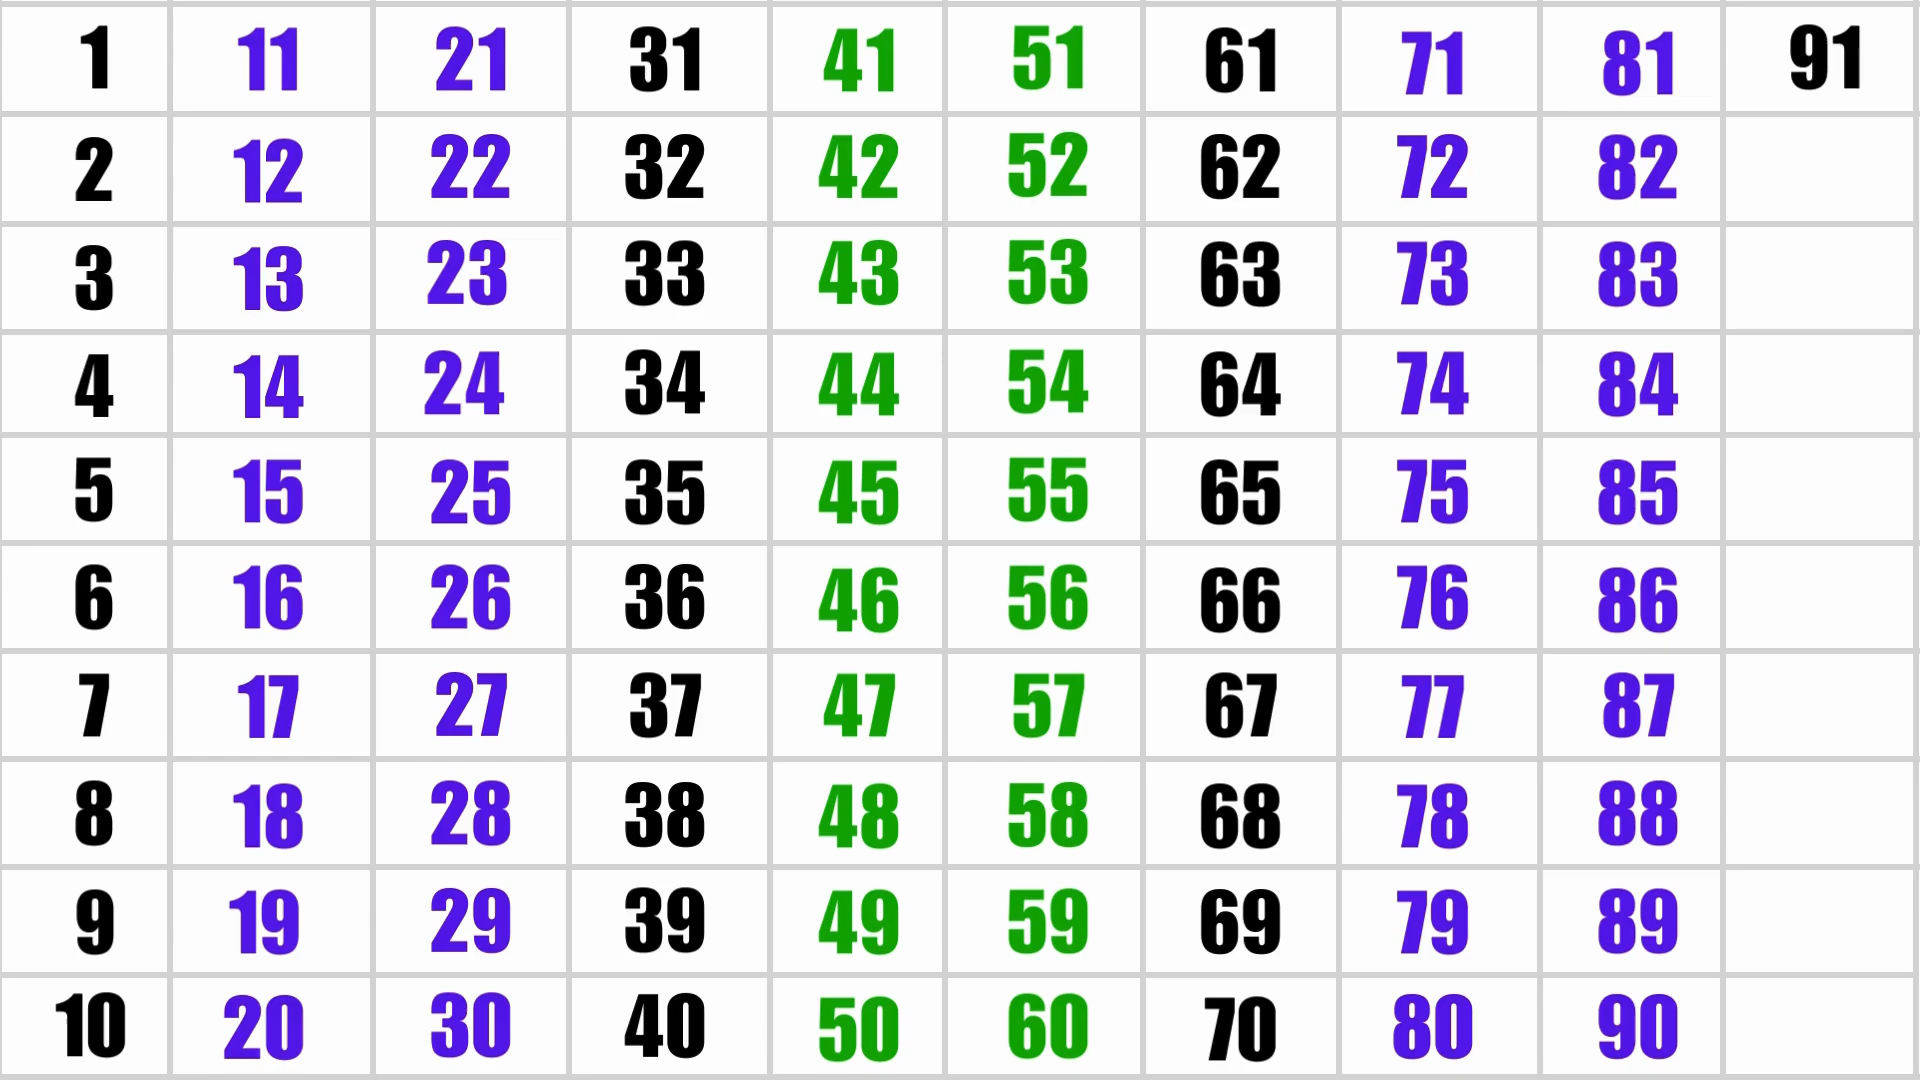 1 11 21 31 41 51 61 71 81 91
2 12 22 32 42 52 62 72 82
3 13 23 33 43 53 63 73 83
4 14 24 34 44 54 64 74 84
5 15 25 35 45 55 65 75 85
6 16 26 36 46 56 66 76 86
7 17 27 37 47 57 67 77 87
8 18 28 38 48 58 68 78 88
9 19 29 39 49 59 69 79 89
10 20 30 40 50 60 70 80 90